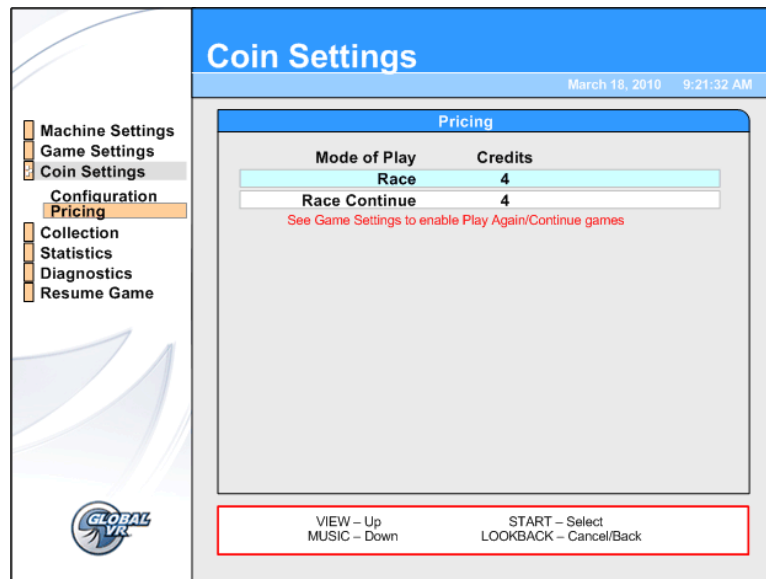 Coin Settings
March 18, 2010 9:21:32 AM
Machine Settings
Game Settings
Coin Settings
Configuration
Pricing
Collection
Statistics
Diagnostics
Resume Game
Pricing
Mode of Play Credits
Race 4
Race Continue 4
See Game Settings to enable Play Again/Continue games
VIEW – Up START – Select
MUSIC – Down LOOKBACK – Cancel/Back
GLOBAL
VR